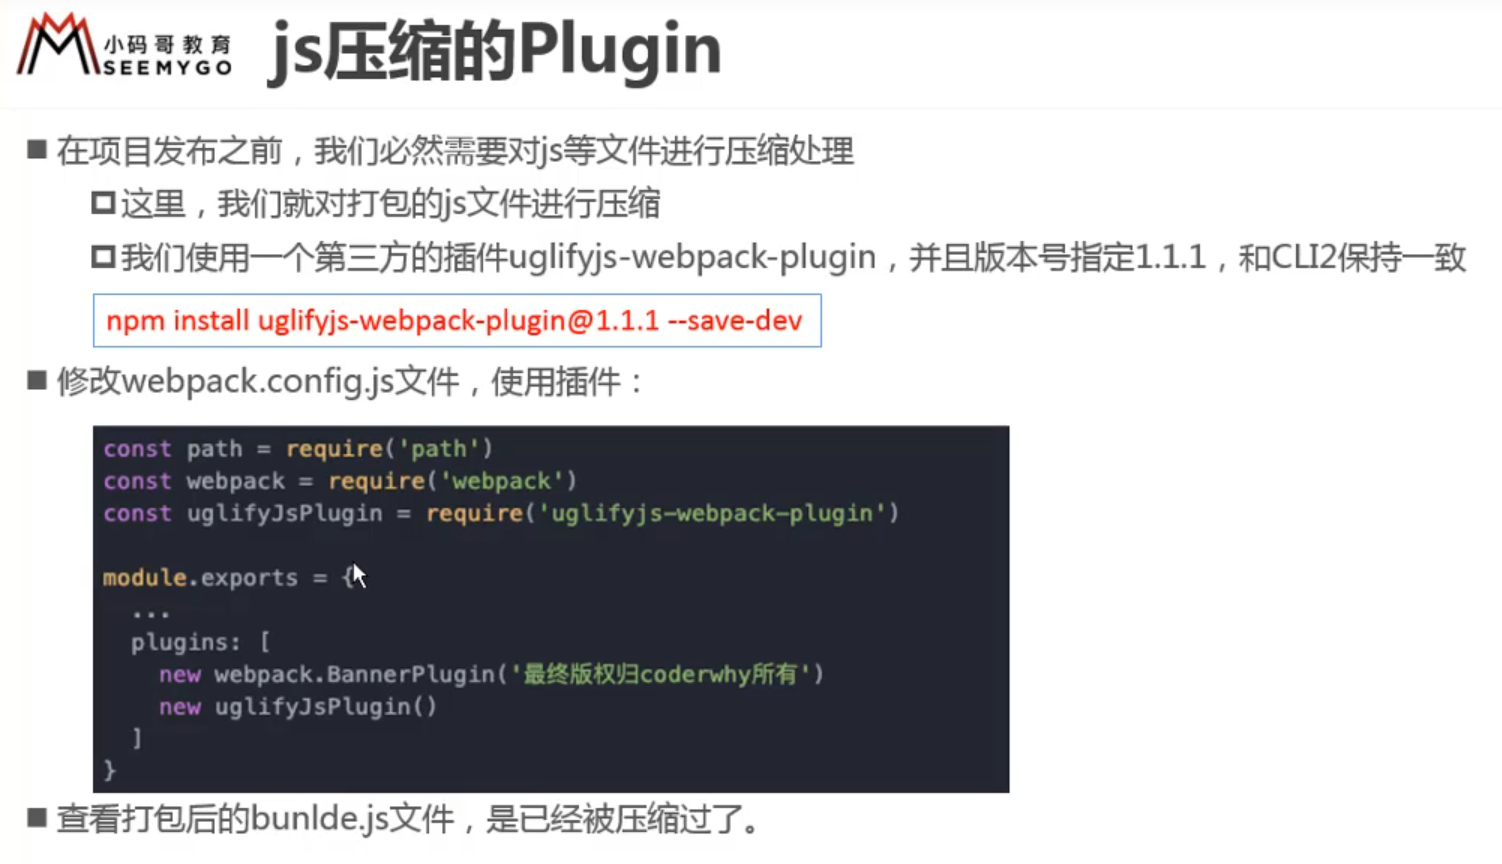 小码哥教育
SEEMYGO
js压缩的Plugin
在项目发布之前，我们必然需要对js等文件进行压缩处理
这里，我们就对打包的js文件进行压缩
我们使用一个第三方的插件uglifyjs-webpack-plugin，并且版本号指定1.1.1，和CLI2保持一致
npm install uglifyjs-webpack-plugin@1.1.1 --save-dev
修改webpack.config.js文件，使用插件：
const path = require('path')
const webpack = require('webpack')
const uglifyJsPlugin = require('uglifyjs-webpack-plugin')
module.exports = {
...
plugins: [
new webpack.BannerPlugin('最终版权归coderwhy所有')
new uglifyJsPlugin()
]
}
查看打包后的bunlde.js文件，是已经被压缩过了。